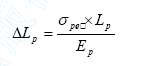 ΔL_p = (σ_pe□ × L_p) / E_p